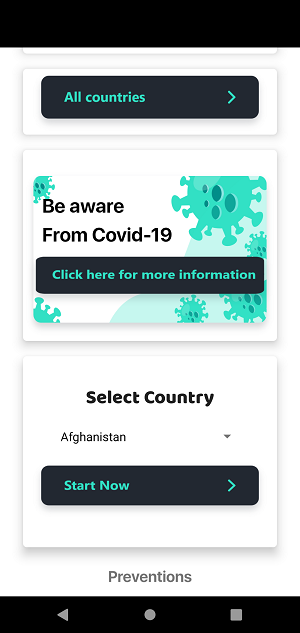 All countries
Be aware
From Covid-19
Click here for more information
Select Country
Afghanistan
Start Now
Preventions